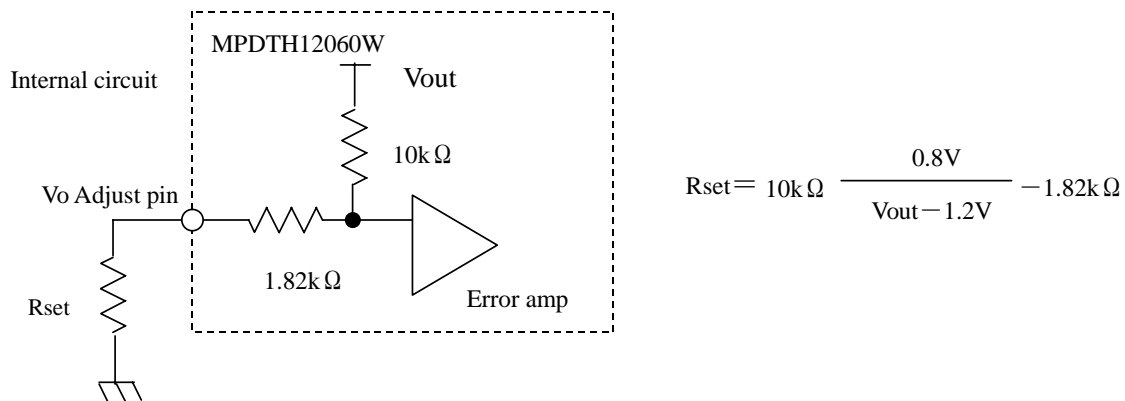 MPDTH12060W
Internal circuit
Vout
10kΩ
Vo Adjust pin
1.82kΩ
Rset
Error amp
0.8V
Rset＝ 10kΩ －1.82kΩ
Vout－1.2V